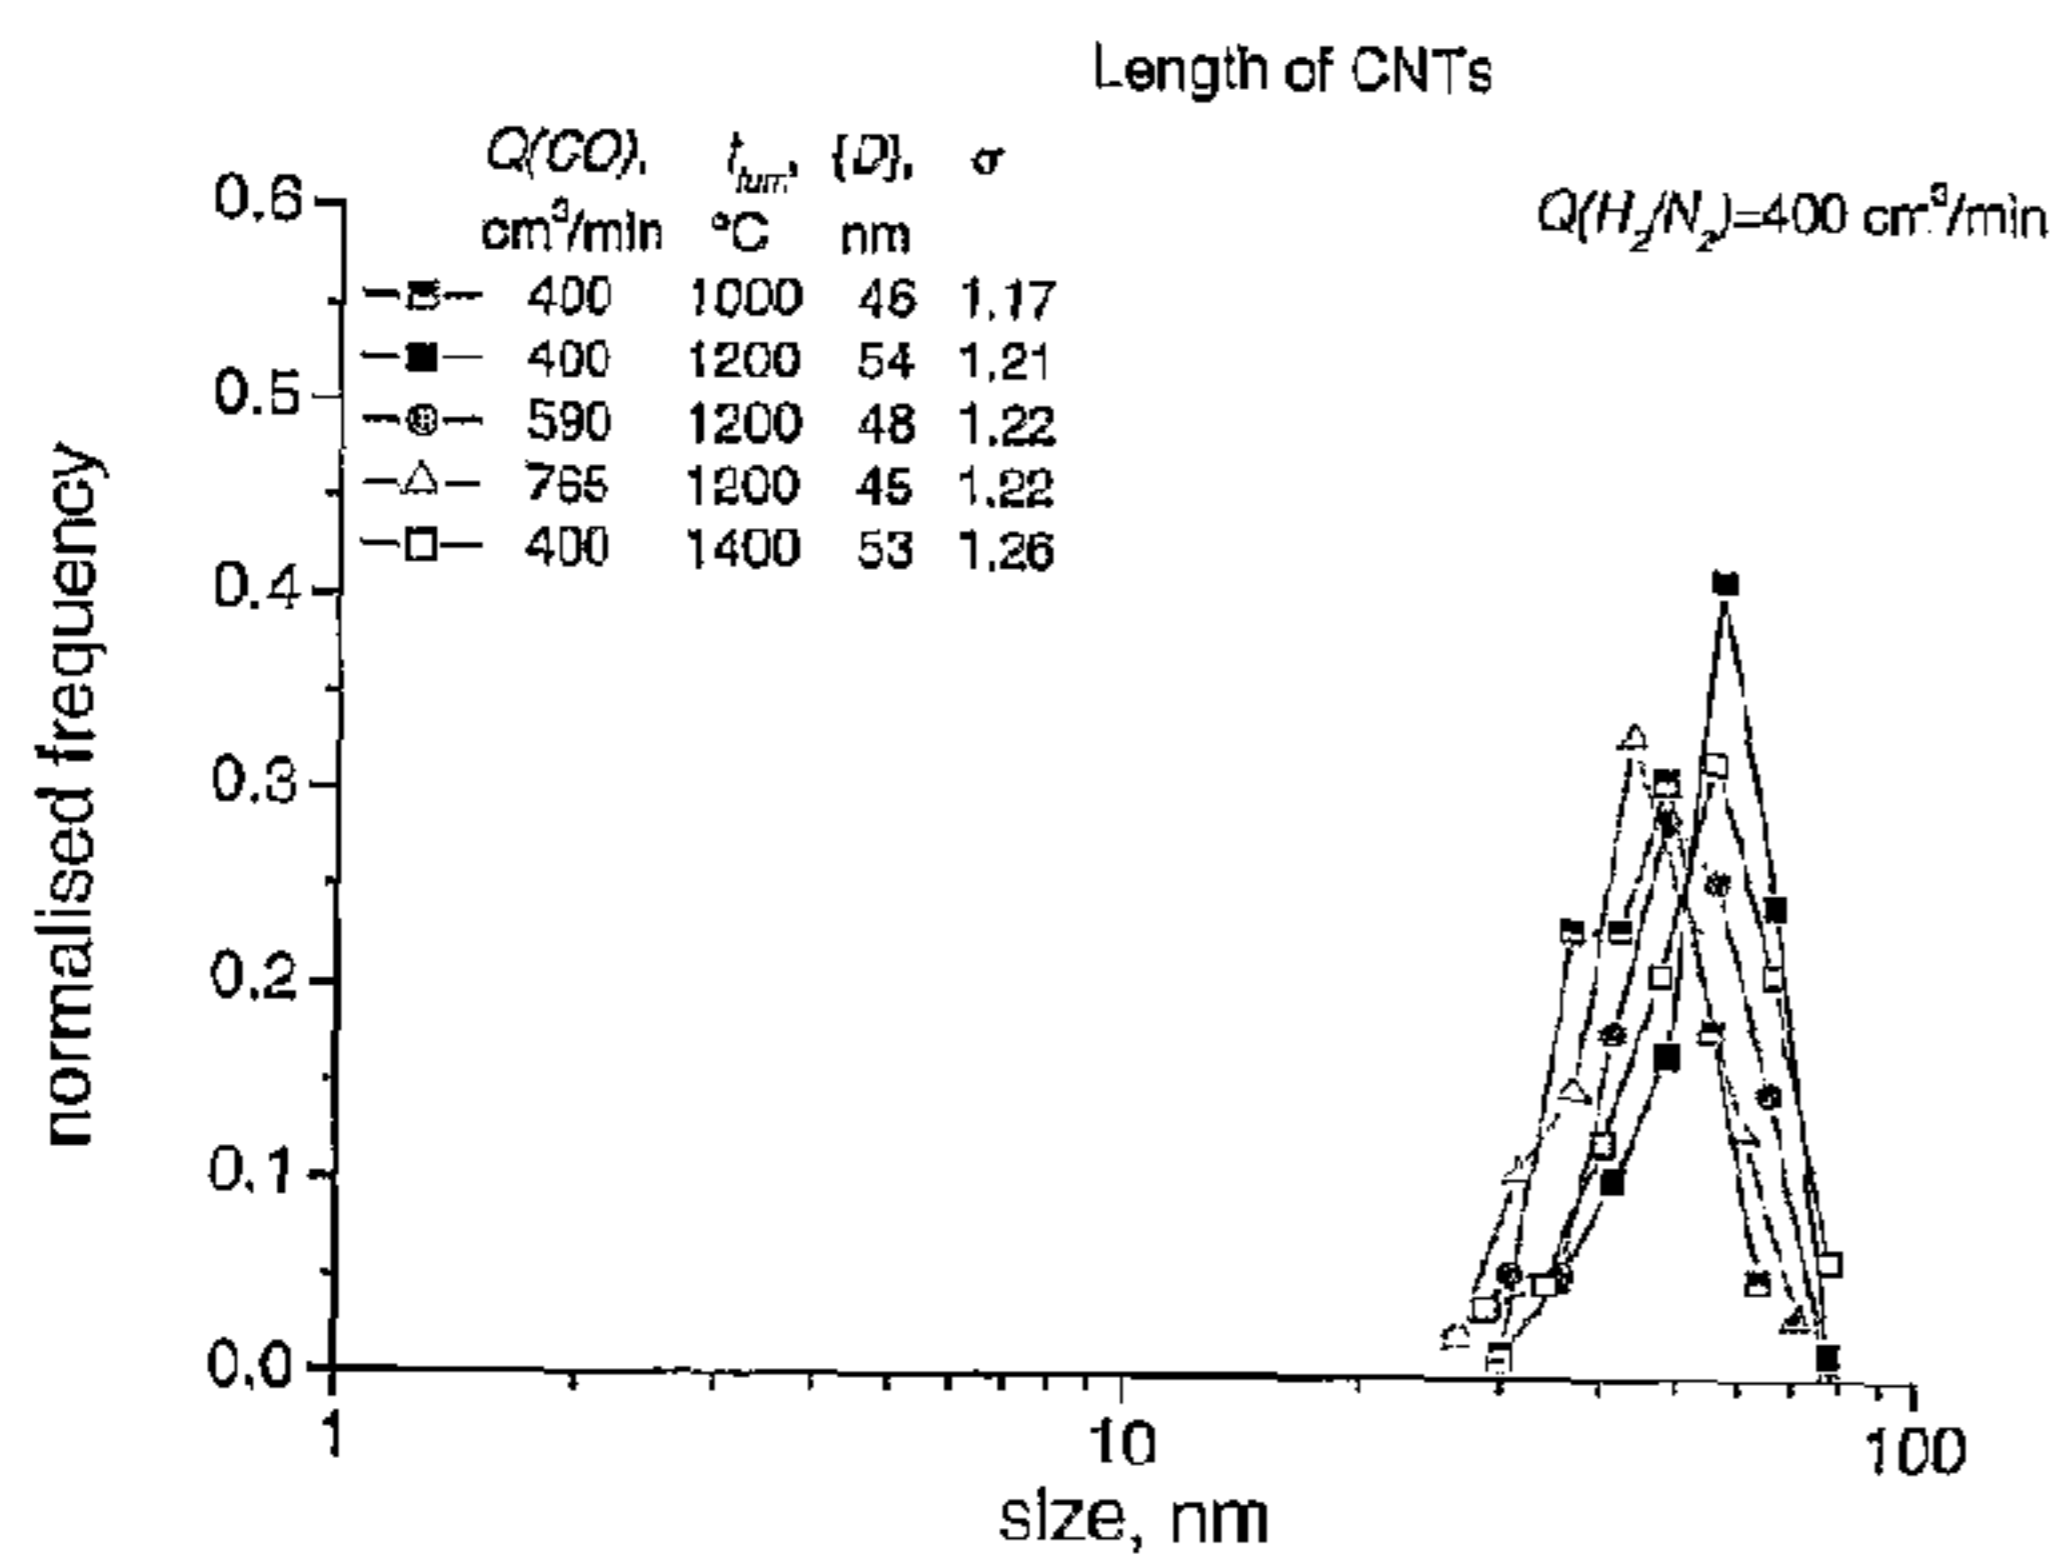 Length of CNTs
Q(CO), t_furn, {D}, σ
cm³/min °C nm
Q(H₂/N₂)=400 cm³/min
400 1000 46 1.17
400 1200 54 1.21
590 1200 48 1.22
765 1200 45 1.22
400 1400 53 1.26
normalised frequency
0.6
0.5
0.4
0.3
0.2
0.1
0.0
1 10 100
size, nm